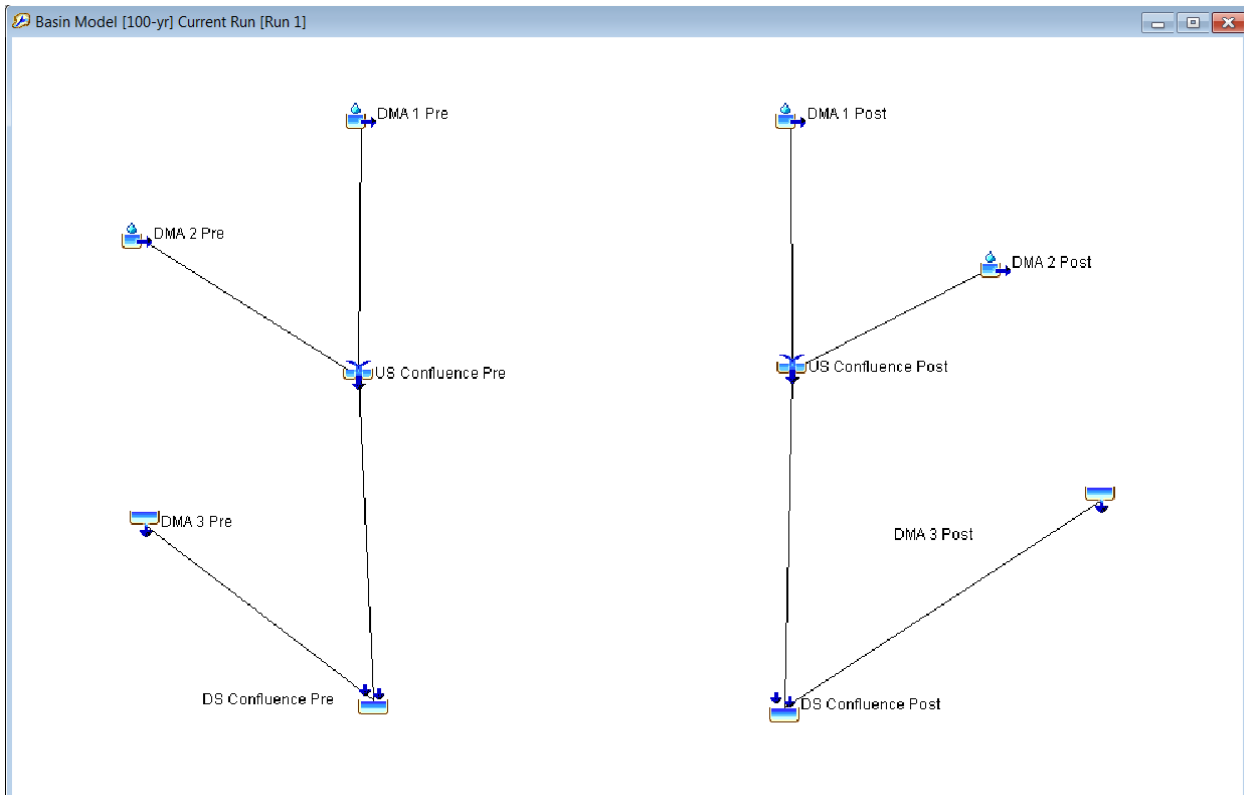 Basin Model [100-yr] Current Run [Run 1]
DMA 1 Pre
DMA 1 Post
DMA 2 Pre
DMA 2 Post
US Confluence Pre
US Confluence Post
DMA 3 Pre
DMA 3 Post
DS Confluence Pre
DS Confluence Post